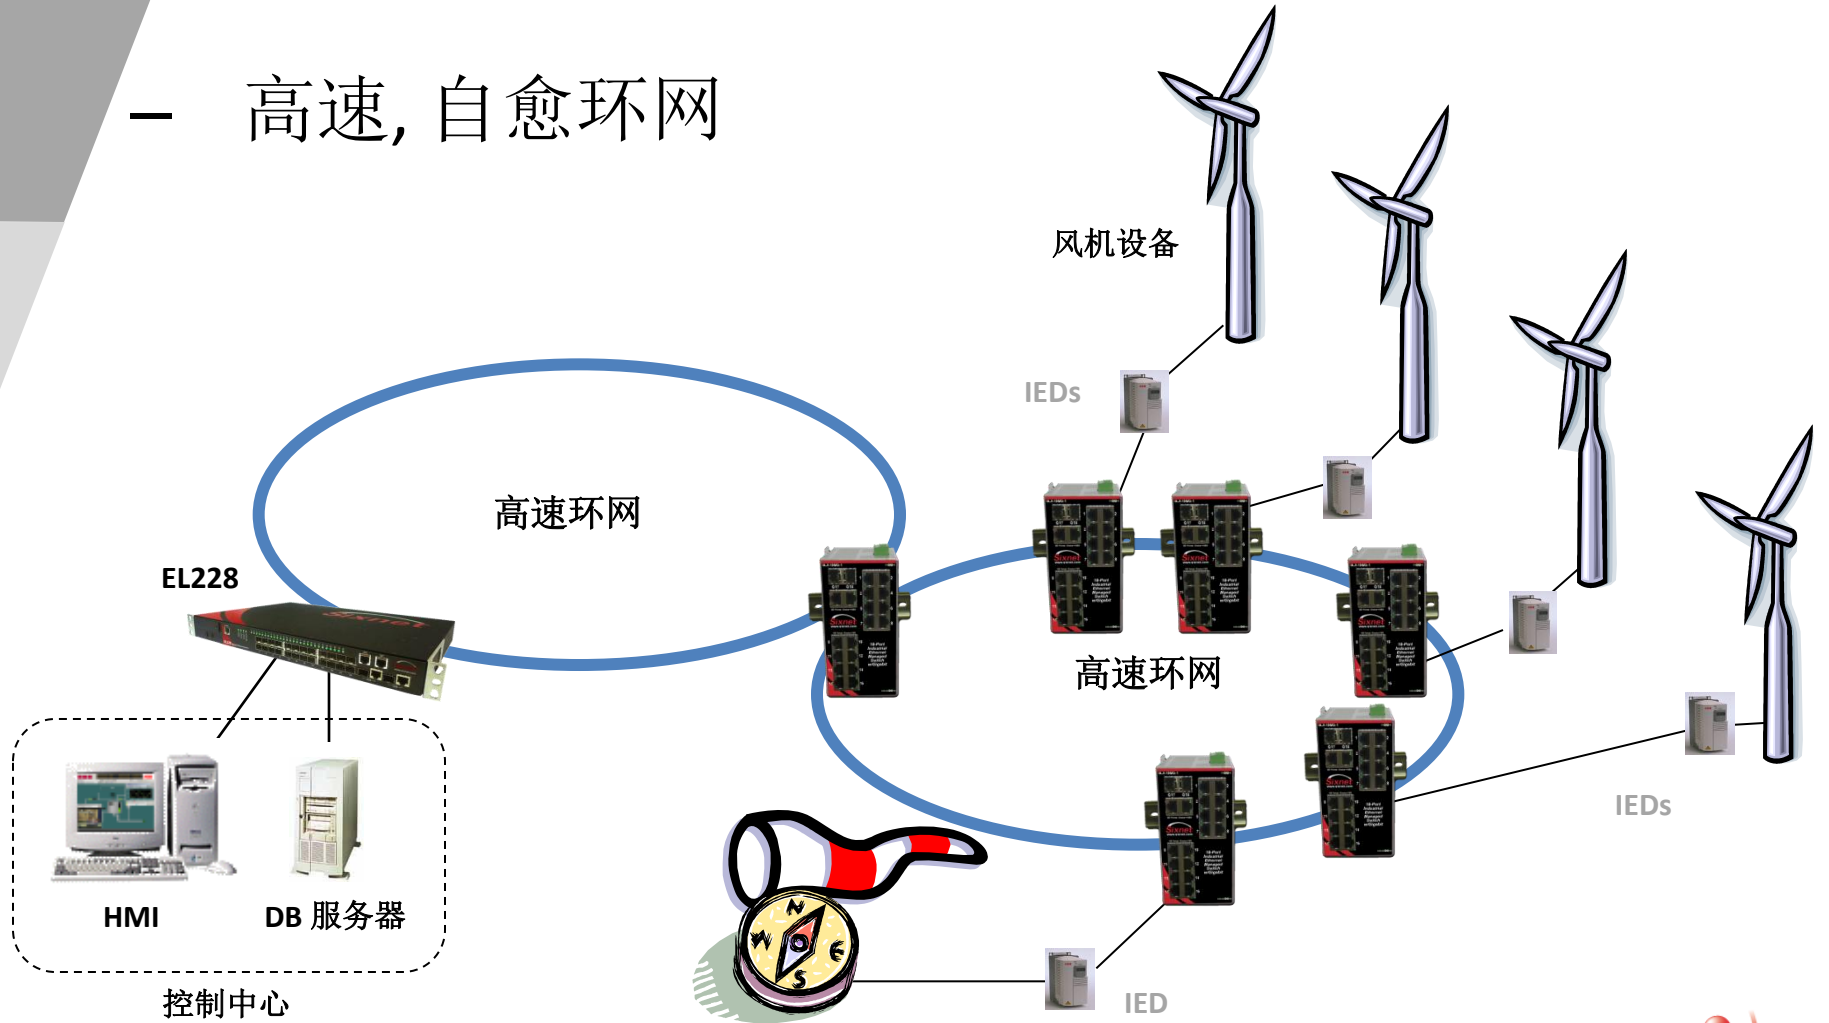 – 高速, 自愈环网
风机设备
IEDs
高速环网
EL228
Sixnet
高速环网
IEDs
HMI
DB 服务器
控制中心
IED
N
E
S